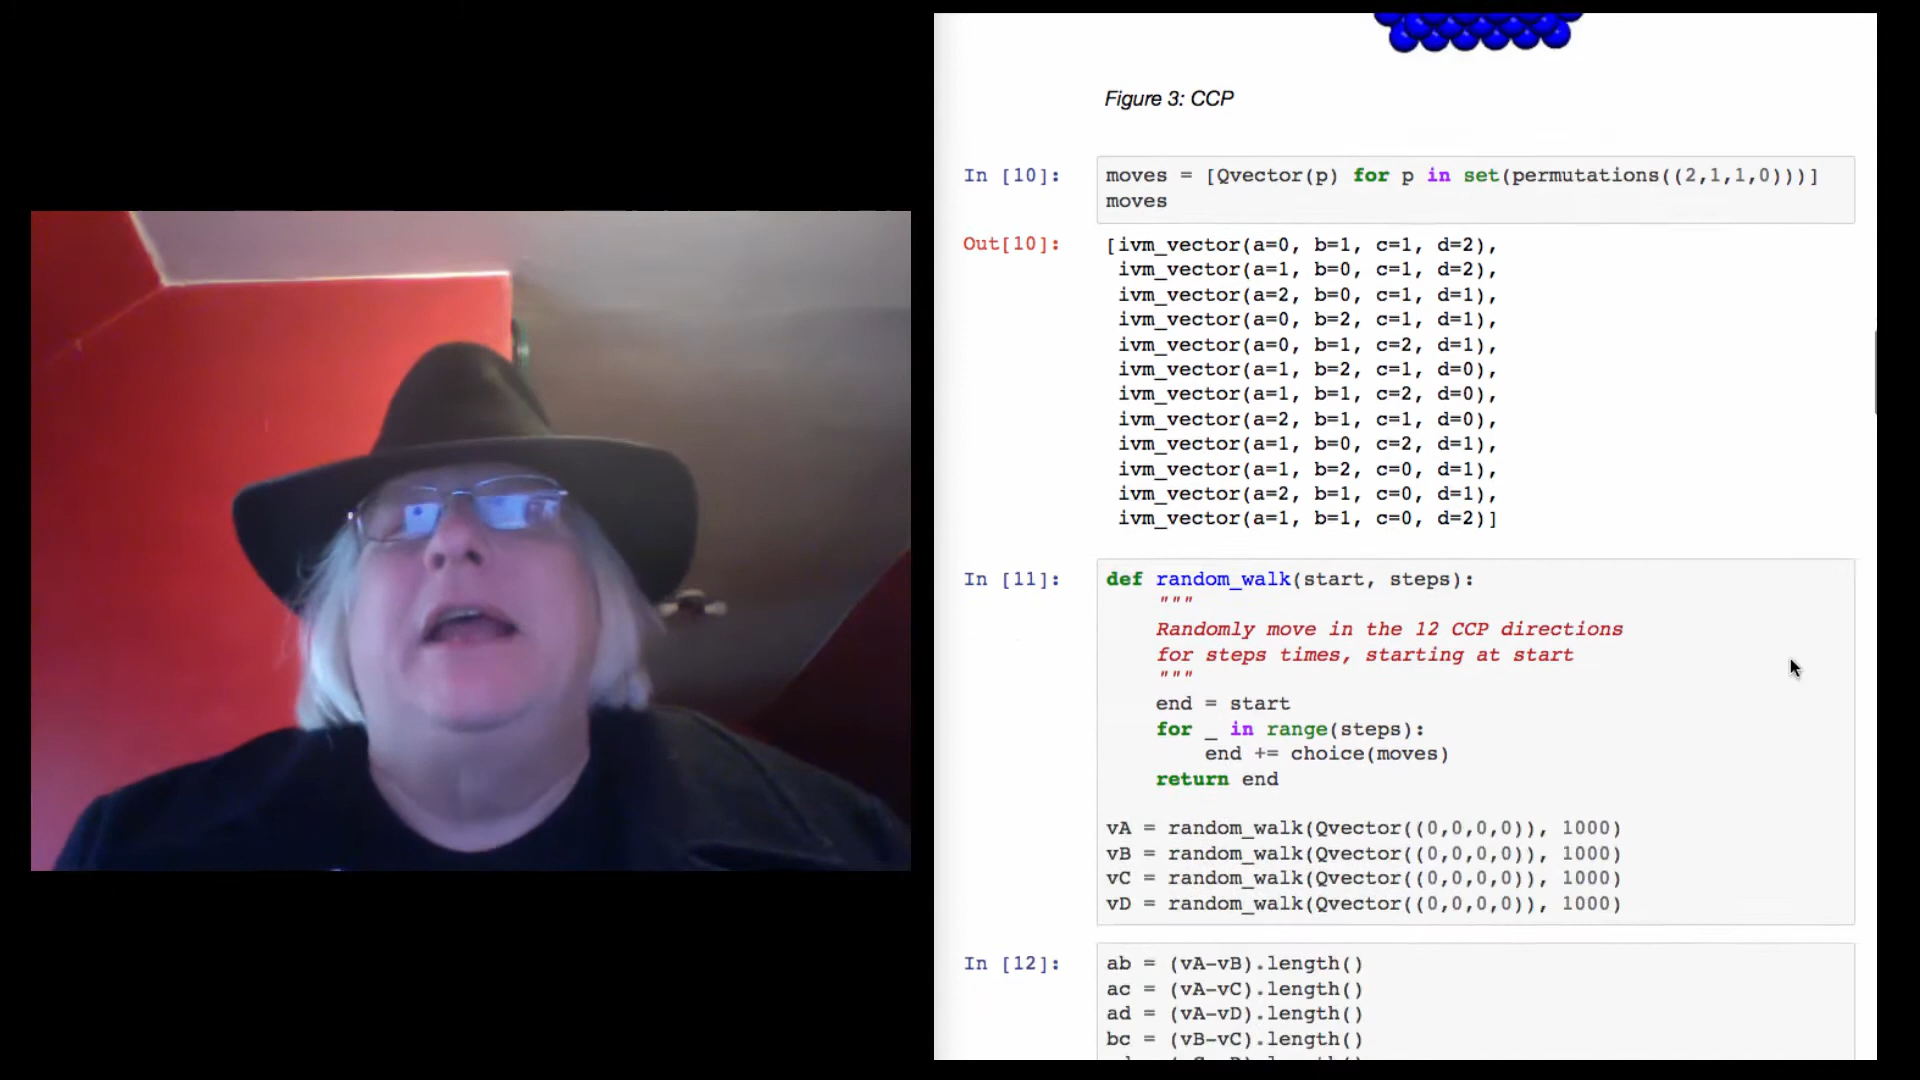 Figure 3: CCP
In [10]: moves = [Qvector(p) for p in set(permutations((2,1,1,0)))]
moves
Out[10]: [ivm_vector(a=0, b=1, c=1, d=2),
ivm_vector(a=1, b=0, c=1, d=2),
ivm_vector(a=2, b=0, c=1, d=1),
ivm_vector(a=0, b=2, c=1, d=1),
ivm_vector(a=0, b=1, c=2, d=1),
ivm_vector(a=1, b=2, c=1, d=0),
ivm_vector(a=1, b=1, c=2, d=0),
ivm_vector(a=2, b=1, c=1, d=0),
ivm_vector(a=1, b=0, c=2, d=1),
ivm_vector(a=1, b=2, c=0, d=1),
ivm_vector(a=2, b=1, c=0, d=1),
ivm_vector(a=1, b=1, c=0, d=2)]
In [11]: def random_walk(start, steps):
"""
Randomly move in the 12 CCP directions
for steps times, starting at start
"""
end = start
for _ in range(steps):
end += choice(moves)
return end
vA = random_walk(Qvector((0,0,0,0)), 1000)
vB = random_walk(Qvector((0,0,0,0)), 1000)
vC = random_walk(Qvector((0,0,0,0)), 1000)
vD = random_walk(Qvector((0,0,0,0)), 1000)
In [12]: ab = (vA-vB).length()
ac = (vA-vC).length()
ad = (vA-vD).length()
bc = (vB-vC).length()